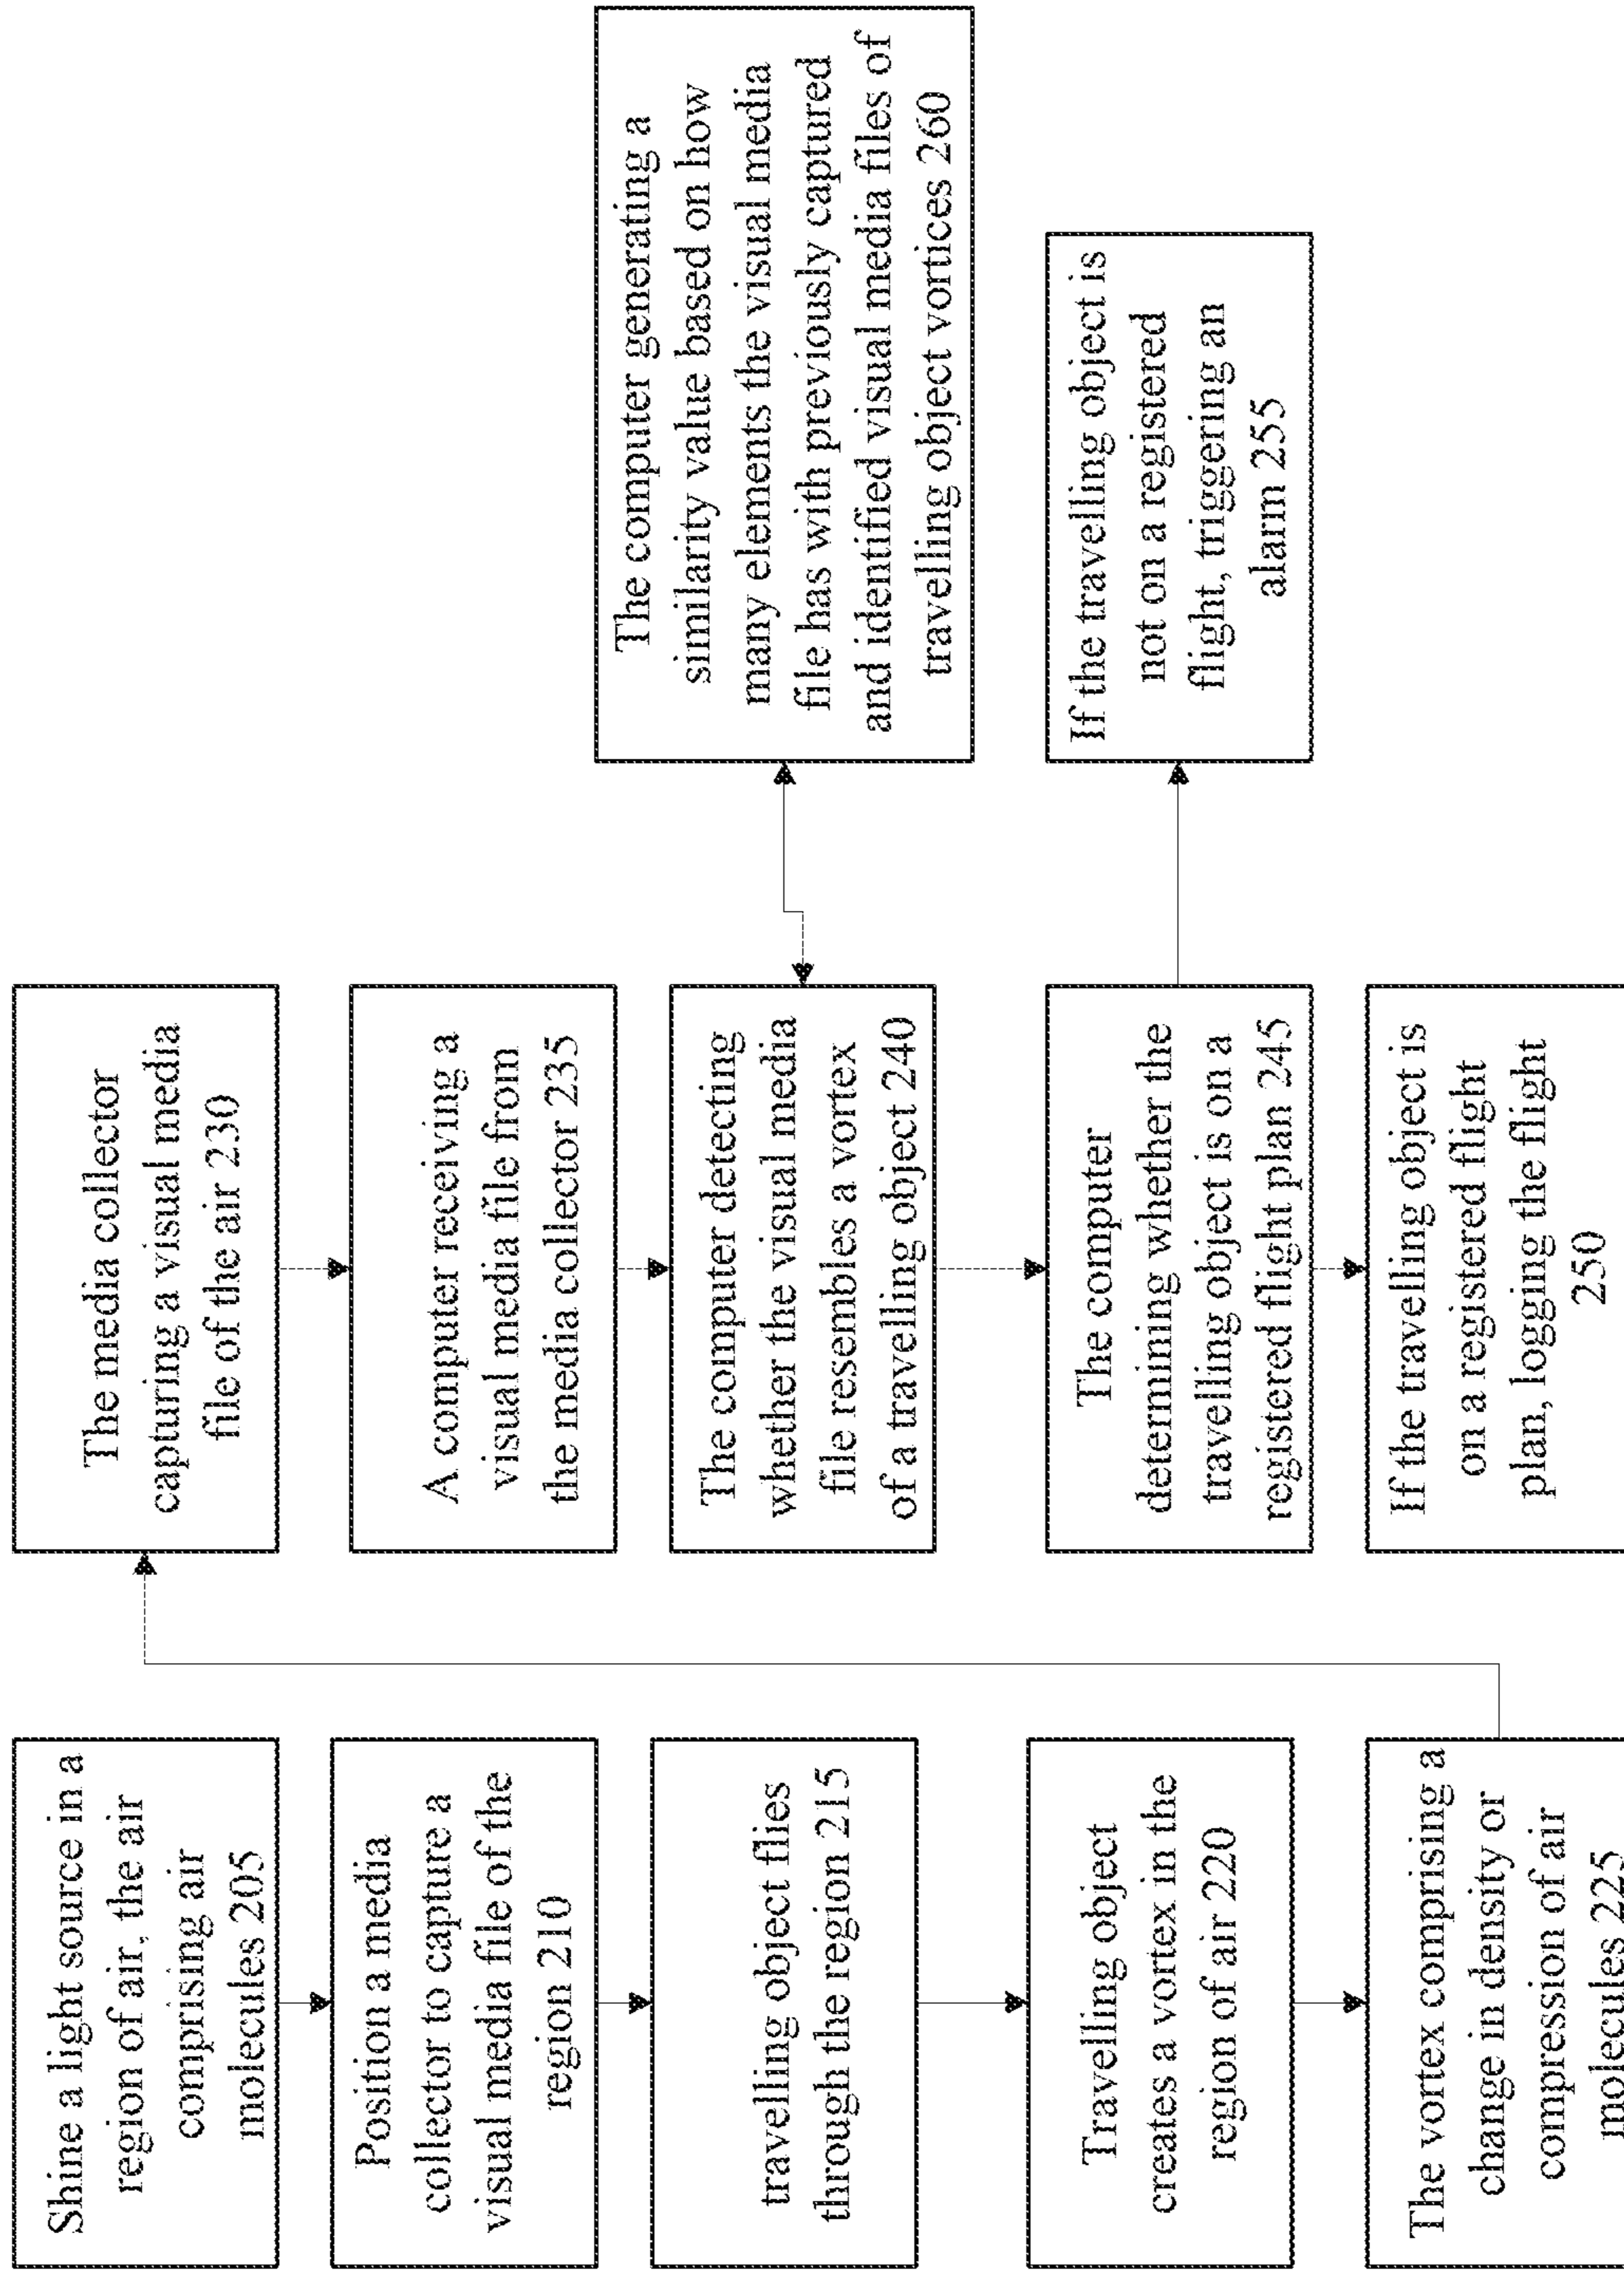 Shine a light source in a
region of air, the air
comprising air
molecules 205
Position a media
collector to capture a
visual media file of the
region 210
travelling object flies
through the region 215
Travelling object
creates a vortex in the
region of air 220
The vortex comprising a
change in density or
compression of air
molecules 225
The media collector
capturing a visual media
file of the air 230
A computer receiving a
visual media file from
the media collector 235
The computer detecting
whether the visual media
file resembles a vortex
of a travelling object 240
The computer
determining whether the
travelling object is on a
registered flight plan 245
If the travelling object is
on a registered flight
plan, logging the flight
250
The computer generating a
similarity value based on how
many elements the visual media
file has with previously captured
and identified visual media files of
travelling object vortices 260
If the travelling object is
not on a registered
flight, triggering an
alarm 255